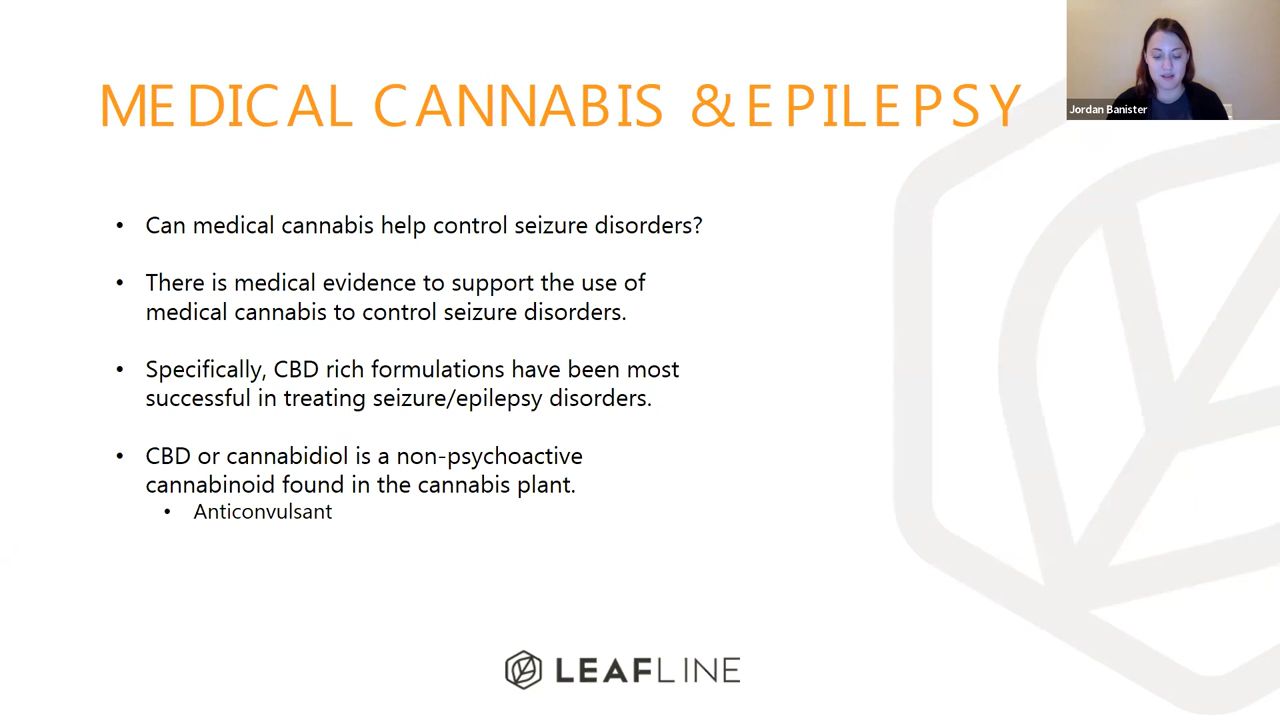 MEDICAL CANNABIS & EPILEPSY
Jordan Banister
• Can medical cannabis help control seizure disorders?
• There is medical evidence to support the use of
medical cannabis to control seizure disorders.
• Specifically, CBD rich formulations have been most
successful in treating seizure/epilepsy disorders.
• CBD or cannabidiol is a non-psychoactive
cannabinoid found in the cannabis plant.
• Anticonvulsant
LEAFLINE